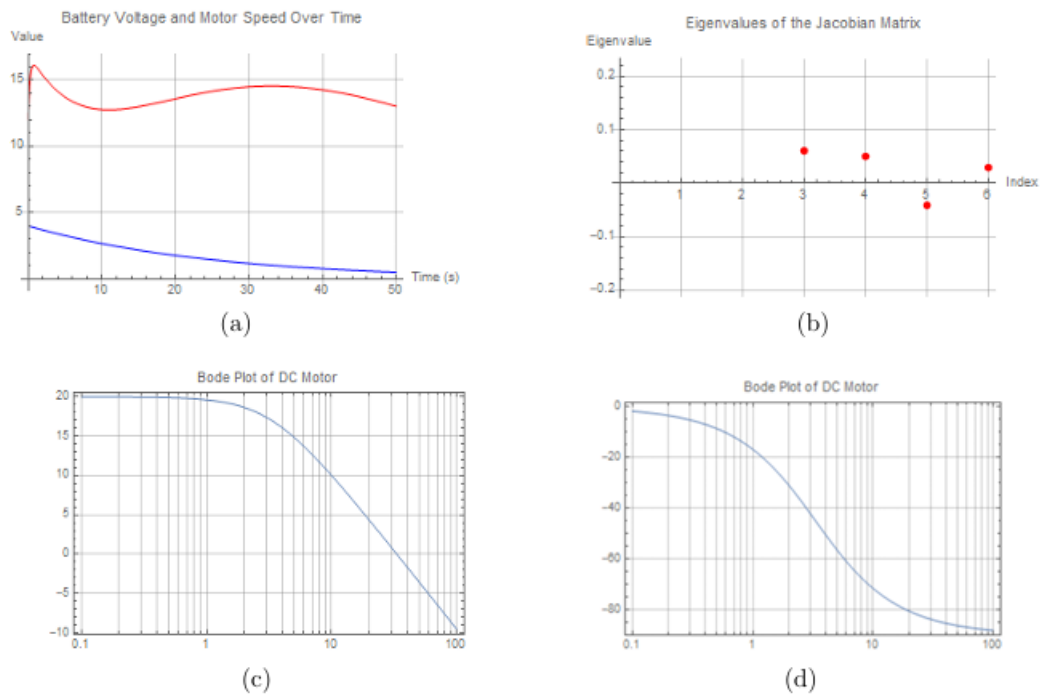 Battery Voltage and Motor Speed Over Time
Value
15
10
5
10 20 30 40 50 Time (s)
(a)
Eigenvalues of the Jacobian Matrix
Eigenvalue
0.2
0.1
1 2 3 4 5 6 Index
-0.1
-0.2
(b)
Bode Plot of DC Motor
20
15
10
5
0
-5
-10
0.1 1 10 100
(c)
Bode Plot of DC Motor
0
-20
-40
-60
-80
0.1 1 10 100
(d)